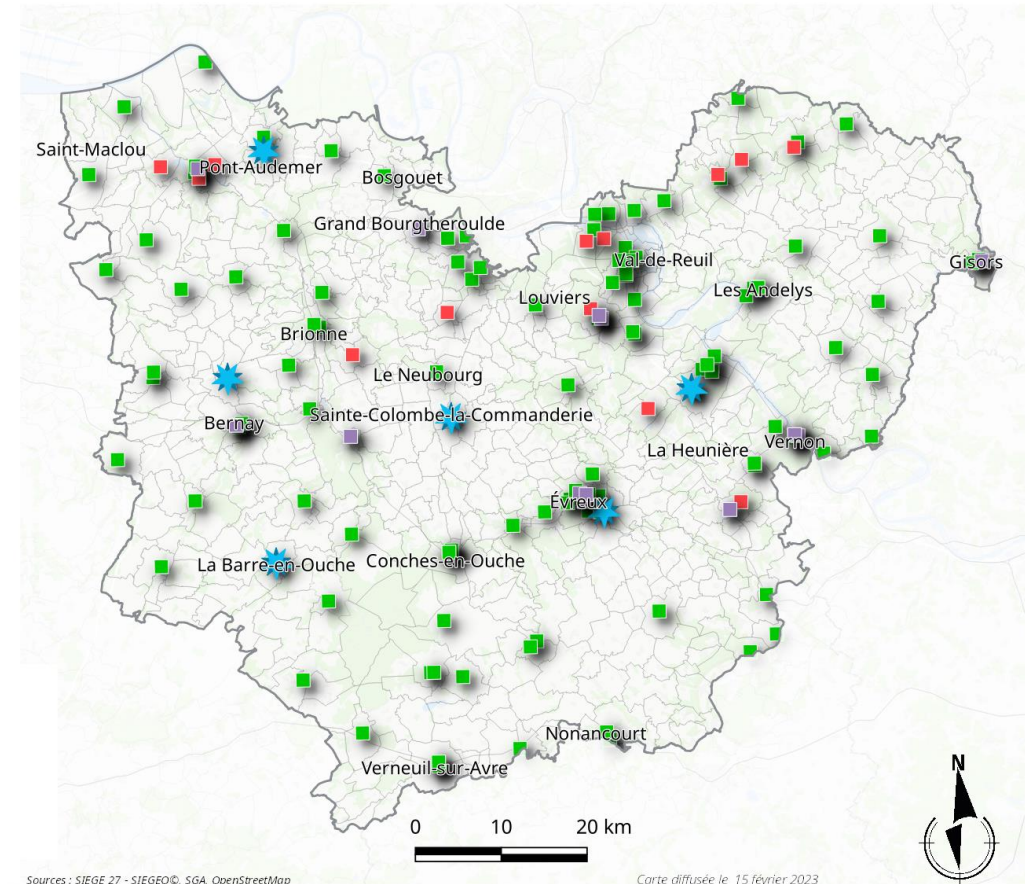 Saint-Maclou
Pont-Audemer
Bosgouet
Grand Bourgtheroulde
Val-de-Reuil
Gisors
Louviers
Les Andelys
Brionne
Le Neubourg
Bernay
Sainte-Colombe-la-Commanderie
La Heunière
Vernon
Évreux
La Barre-en-Ouche
Conches-en-Ouche
Nonancourt
Verneuil-sur-Avre
N
0 10 20 km
Sources : SIEGE 27 - SIEGEO©, SGA, OpenStreetMap
Carte diffusée le 15 février 2023